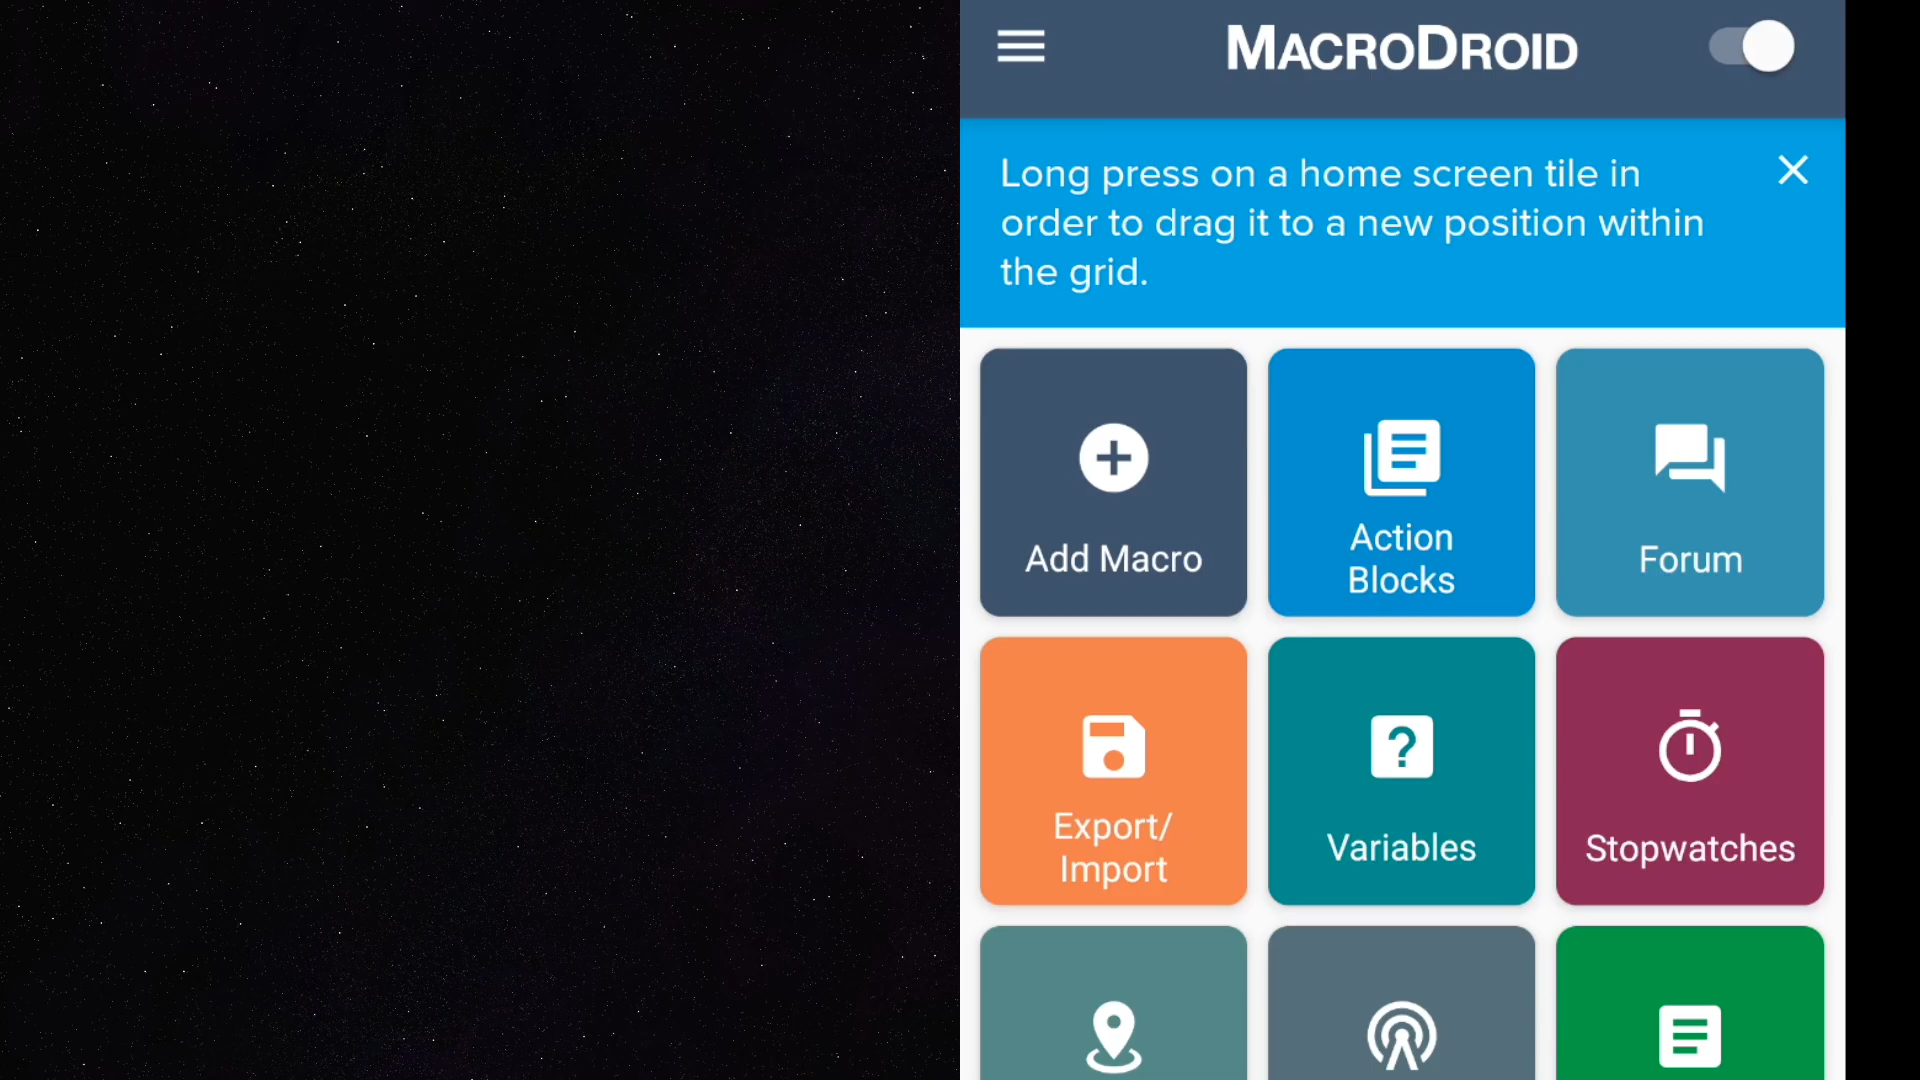 MACRODROID
Long press on a home screen tile in
order to drag it to a new position within
the grid.
Add Macro
Action
Blocks
Forum
Export/
Import
Variables
Stopwatches